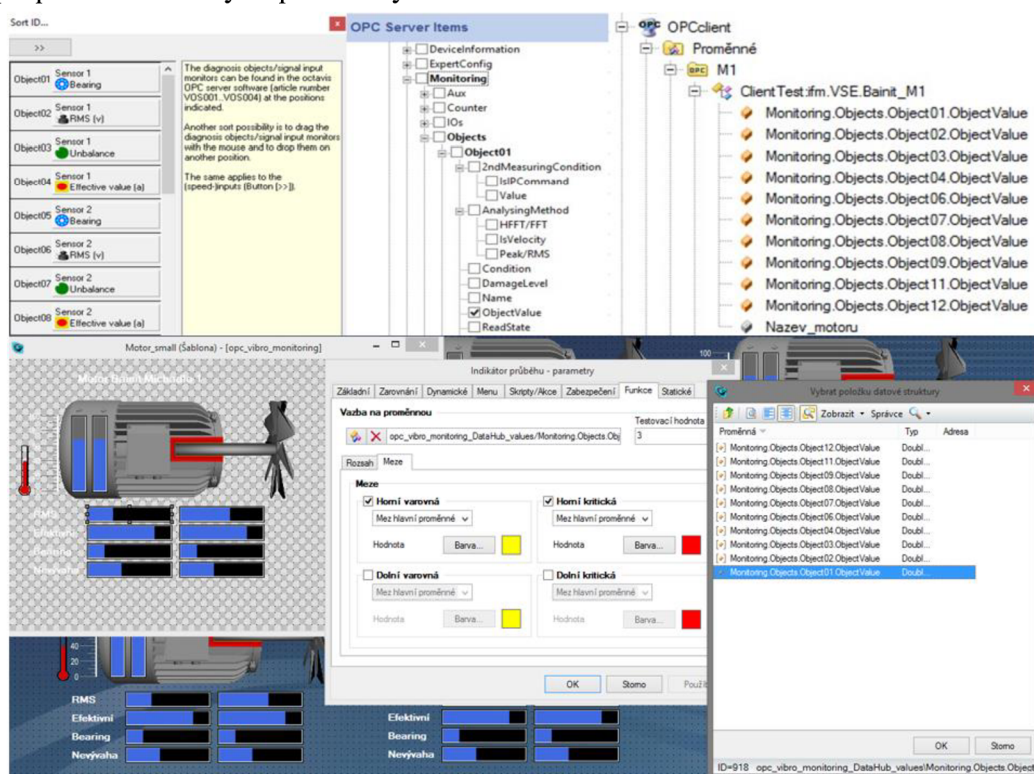 Sort ID...
>>
Object01 Sensor 1
Bearing
Object02 Sensor 1
RMS (v)
Object03 Sensor 1
Unbalance
Object04 Sensor 1
Effective value (a)
Object05 Sensor 2
Bearing
Object06 Sensor 2
RMS (v)
Object07 Sensor 2
Unbalance
Object08 Sensor 2
Effective value (a)
The diagnosis objects/signal input
monitors can be found in the octavis
OPC server software (article number
VOS001..VOS004) at the positions
indicated.
Another sort possibility is to drag the
diagnosis objects/signal input monitors
with the mouse and to drop them on
another position.
The same applies to the
(speed-)inputs (Button [>>]).
OPC Server Items
DeviceInformation
ExpertConfig
Monitoring
Aux
Counter
IOs
Objects
Object01
2ndMeasuringCondition
IsIPCommand
Value
AnalysingMethod
HFFT/FFT
IsVelocity
Peak/RMS
Condition
DamageLevel
Name
ObjectValue
ReadState
OPCclient
Proměnné
M1
ClientTest:ifm.VSE.Bainit_M1
Monitoring.Objects.Object01.ObjectValue
Monitoring.Objects.Object02.ObjectValue
Monitoring.Objects.Object03.ObjectValue
Monitoring.Objects.Object04.ObjectValue
Monitoring.Objects.Object06.ObjectValue
Monitoring.Objects.Object07.ObjectValue
Monitoring.Objects.Object08.ObjectValue
Monitoring.Objects.Object09.ObjectValue
Monitoring.Objects.Object11.ObjectValue
Monitoring.Objects.Object12.ObjectValue
Nazev_motoru
Motor_small (Šablona) - [opc_vibro_monitoring]
100
Indikátor průběhu - parametry
Základní Zarovnání Dynamické Menu Skripty/Akce Zabezpečení Funkce Statické
Vazba na proměnnou
Testovací hodnota
opc_vibro_monitoring_DataHub_values/Monitoring.Objects.Obj
3
Rozsah Meze
Meze
Horní varovná
Horní kritická
Mez hlavní proměnné
Mez hlavní proměnné
Hodnota Barva...
Hodnota Barva...
Dolní varovná
Dolní kritická
Mez hlavní proměnné
Mez hlavní proměnné
Hodnota Barva...
Hodnota Barva...
OK Storno
Vybrat položku datové struktury
Zobrazit Správce
Proměnná Typ Adresa
Monitoring.Objects.Object12.ObjectValue Doubl...
Monitoring.Objects.Object11.ObjectValue Doubl...
Monitoring.Objects.Object09.ObjectValue Doubl...
Monitoring.Objects.Object08.ObjectValue Doubl...
Monitoring.Objects.Object07.ObjectValue Doubl...
Monitoring.Objects.Object06.ObjectValue Doubl...
Monitoring.Objects.Object04.ObjectValue Doubl...
Monitoring.Objects.Object03.ObjectValue Doubl...
Monitoring.Objects.Object02.ObjectValue Doubl...
Monitoring.Objects.Object01.ObjectValue Doubl...
OK Storno
ID=918 opc_vibro_monitoring_DataHub_values\Monitoring.Objects.Object
40
20
RMS
Efektivní
Bearing
Nevýváha
Efektivní
Bearing
Nevýváha